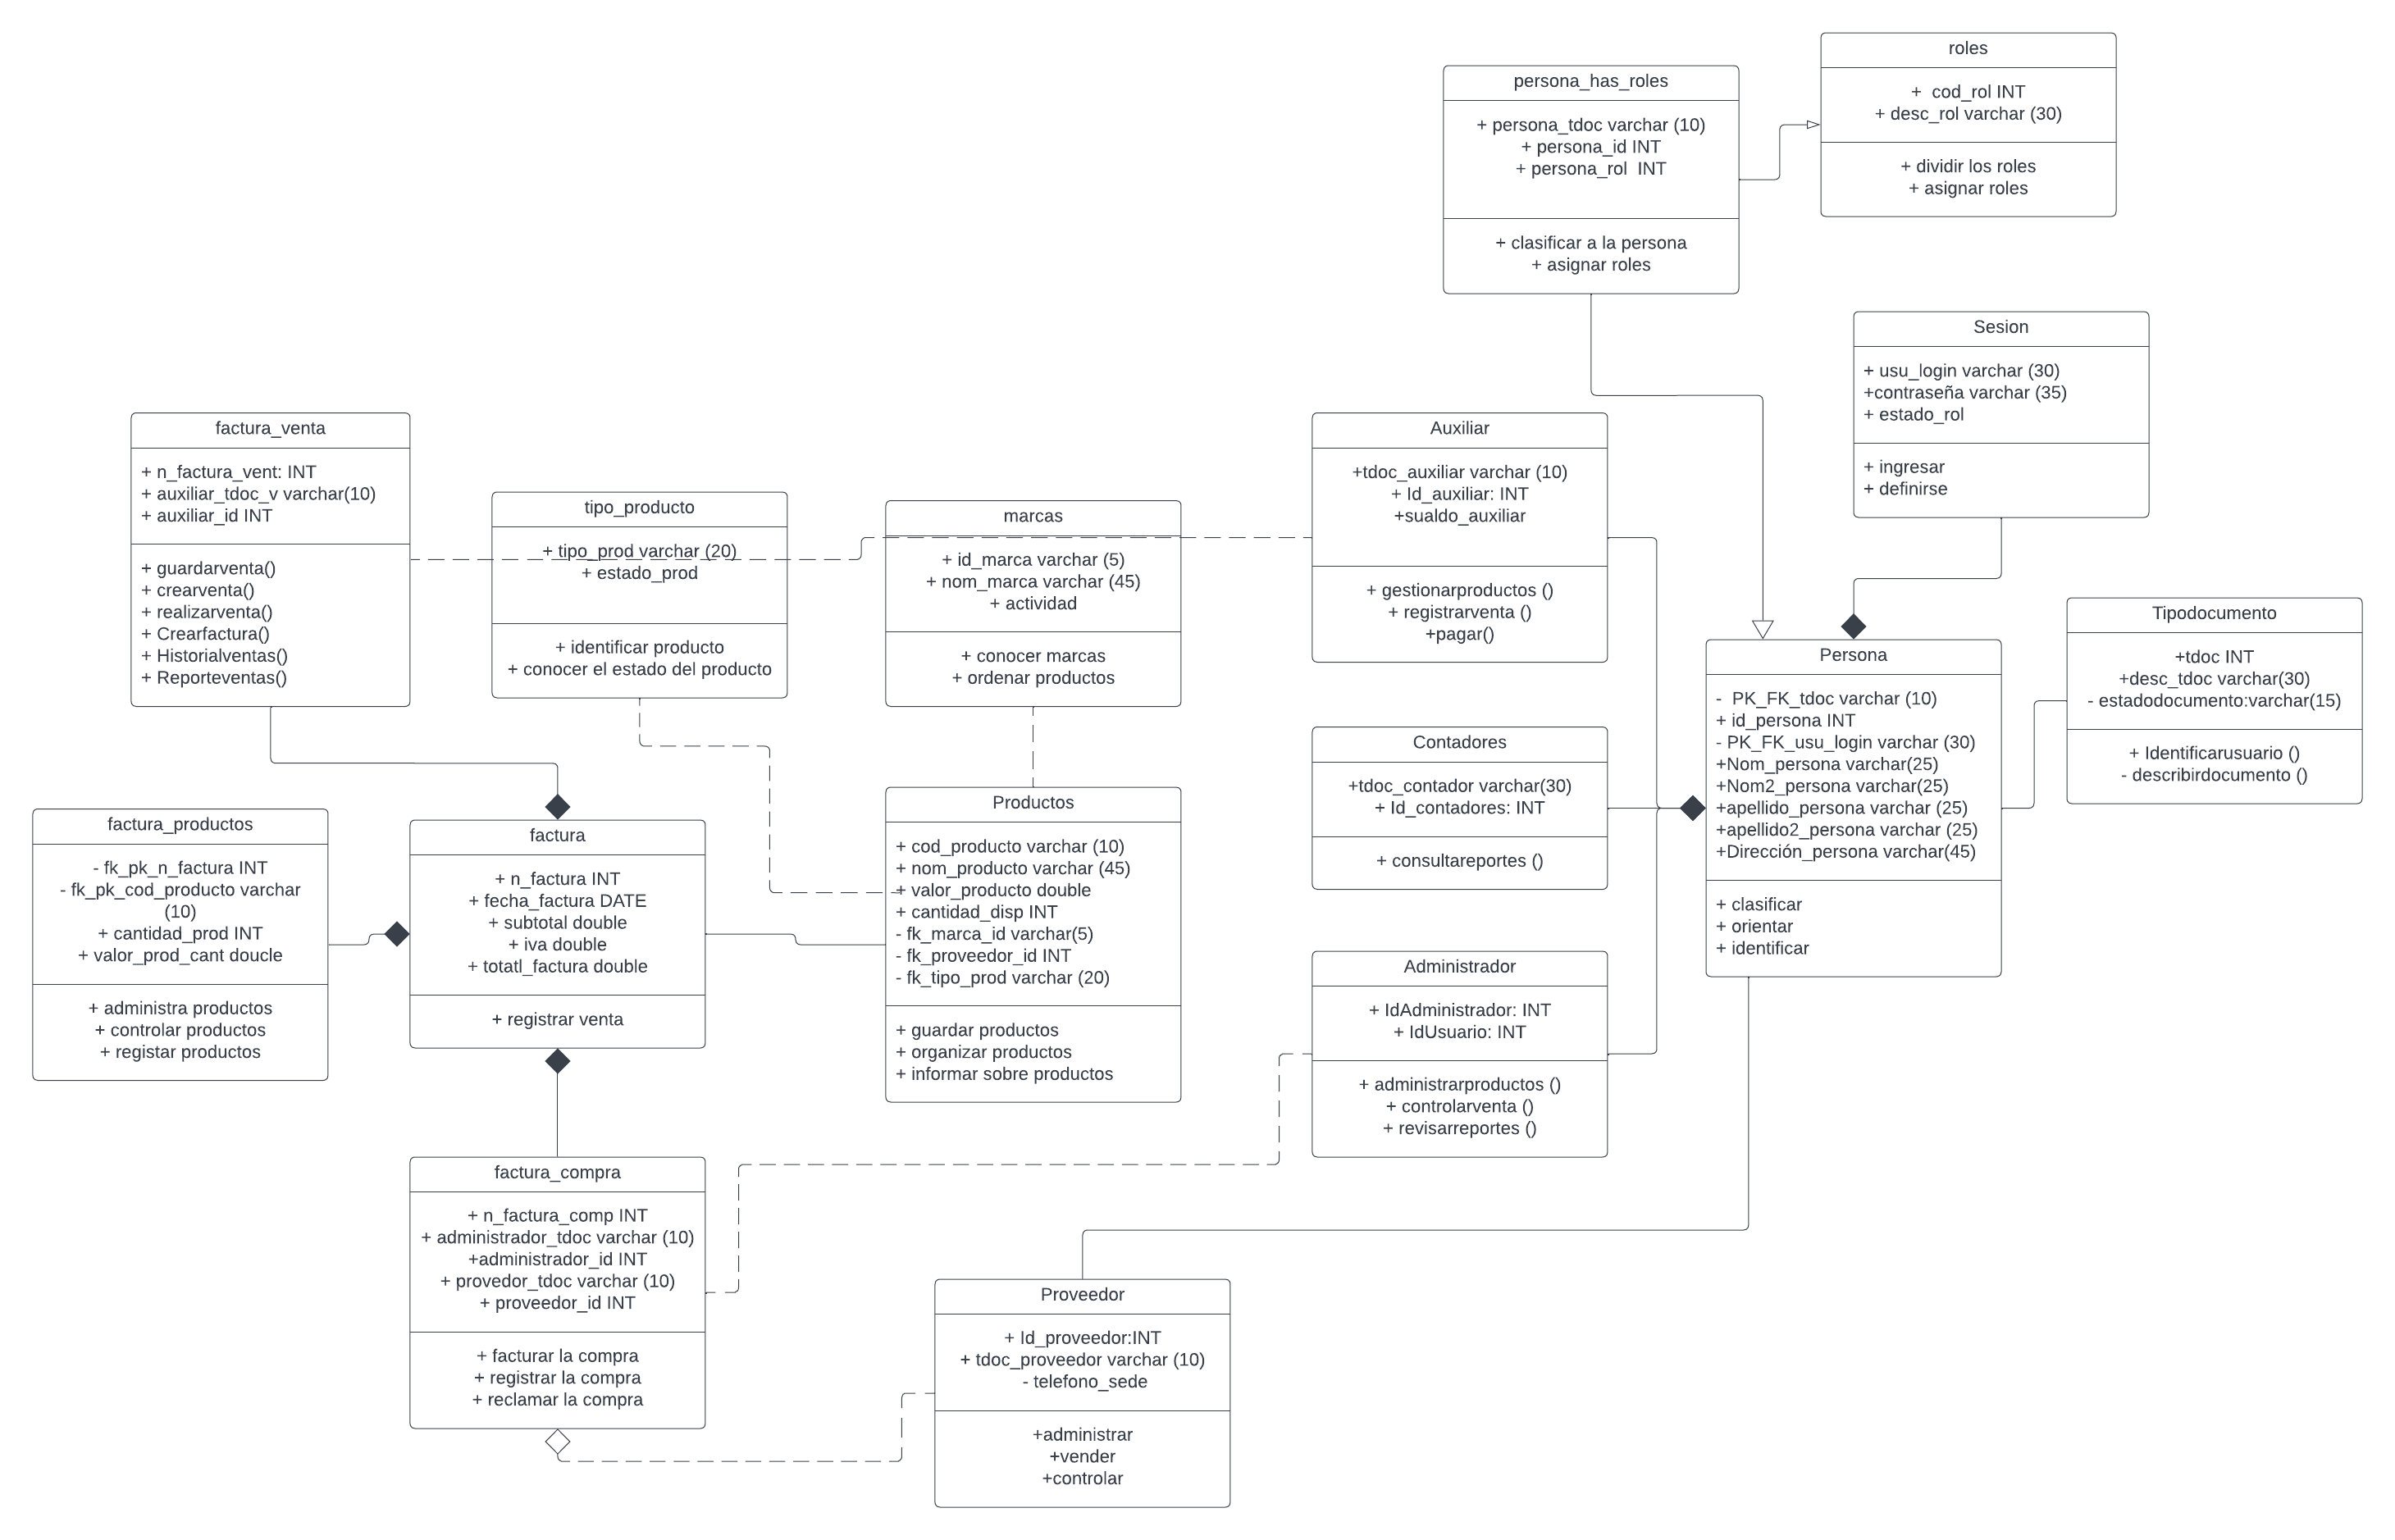 roles
+  cod_rol INT
+ desc_rol varchar (30)
+ dividir los roles
+ asignar roles
persona_has_roles
+ persona_tdoc varchar (10)
+ persona_id INT
+ persona_rol  INT
+ clasificar a la persona
+ asignar roles
Sesion
+ usu_login varchar (30)
+contraseña varchar (35)
+ estado_rol
+ ingresar
+ definirse
factura_venta
+ n_factura_vent: INT
+ auxiliar_tdoc_v varchar(10)
+ auxiliar_id INT
+ guardarventa()
+ crearventa()
+ realizarventa()
+ Crearfactura()
+ Historialventas()
+ Reporteventas()
tipo_producto
+ tipo_prod varchar (20)
+ estado_prod
+ identificar producto
+ conocer el estado del producto
marcas
+ id_marca varchar (5)
+ nom_marca varchar (45)
+ actividad
+ conocer marcas
+ ordenar productos
Auxiliar
+tdoc_auxiliar varchar (10)
+ Id_auxiliar: INT
+sualdo_auxiliar
+ gestionarproductos ()
+ registrarventa ()
+pagar()
Tipodocumento
+tdoc INT
+desc_tdoc varchar(30)
- estadodocumento:varchar(15)
+ Identificarusuario ()
- describirdocumento ()
Persona
-  PK_FK_tdoc varchar (10)
+ id_persona INT
- PK_FK_usu_login varchar (30)
+Nom_persona varchar(25)
+Nom2_persona varchar(25)
+apellido_persona varchar (25)
+apellido2_persona varchar (25)
+Dirección_persona varchar(45)
+ clasificar
+ orientar
+ identificar
Contadores
+tdoc_contador varchar(30)
+ Id_contadores: INT
+ consultareportes ()
factura_productos
- fk_pk_n_factura INT
- fk_pk_cod_producto varchar
(10)
+ cantidad_prod INT
+ valor_prod_cant doucle
+ administra productos
+ controlar productos
+ registar productos
factura
+ n_factura INT
+ fecha_factura DATE
+ subtotal double
+ iva double
+ totatl_factura double
+ registrar venta
Productos
+ cod_producto varchar (10)
+ nom_producto varchar (45)
+ valor_producto double
+ cantidad_disp INT
- fk_marca_id varchar(5)
- fk_proveedor_id INT
- fk_tipo_prod varchar (20)
+ guardar productos
+ organizar productos
+ informar sobre productos
Administrador
+ IdAdministrador: INT
+ IdUsuario: INT
+ administrarproductos ()
+ controlarventa ()
+ revisarreportes ()
factura_compra
+ n_factura_comp INT
+ administrador_tdoc varchar (10)
+administrador_id INT
+ provedor_tdoc varchar (10)
+ proveedor_id INT
+ facturar la compra
+ registrar la compra
+ reclamar la compra
Proveedor
+ Id_proveedor:INT
+ tdoc_proveedor varchar (10)
- telefono_sede
+administrar
+vender
+controlar